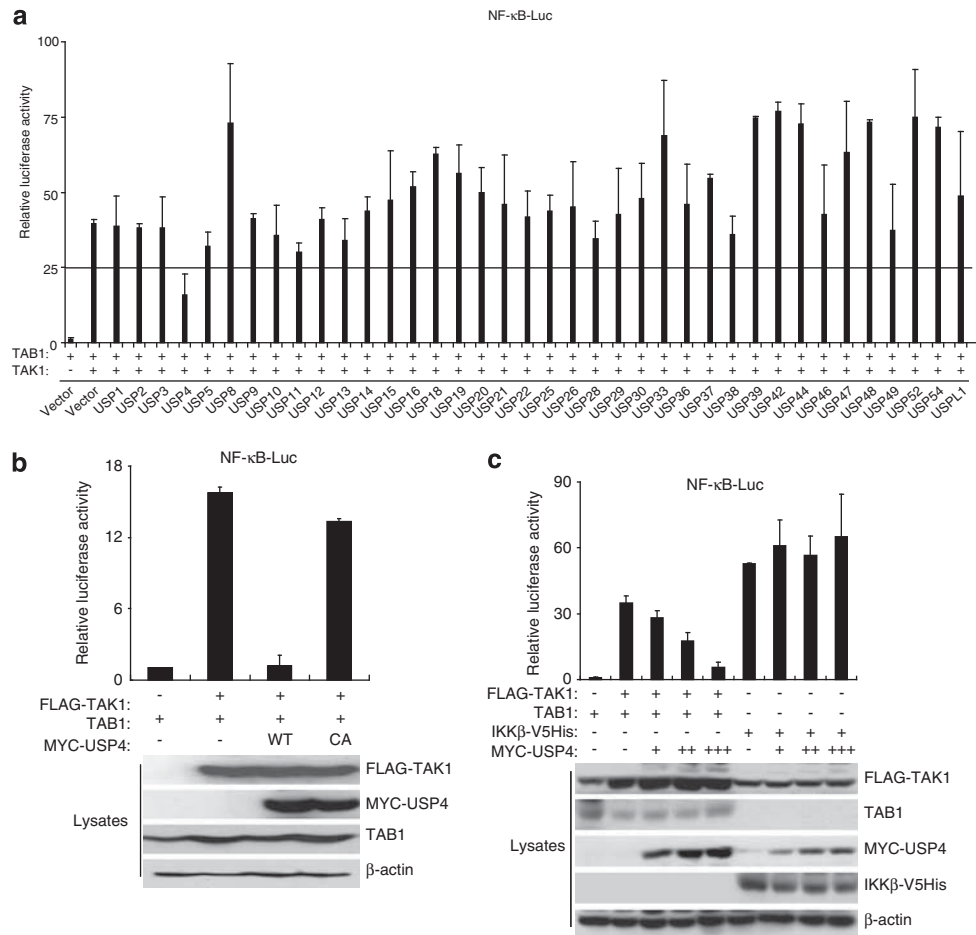 a
NF-κB-Luc
Relative luciferase activity
100
75
50
25
0
TAB1: + + + + + + + + + + + + + + + + + + + + + + + + + + + + + + + + + + + + + + + +
TAK1: - + + + + + + + + + + + + + + + + + + + + + + + + + + + + + + + + + + + + + + +
Vector Vector USP1 USP2 USP3 USP4 USP5 USP8 USP9 USP10 USP11 USP12 USP13 USP14 USP15 USP16 USP18 USP19 USP20 USP21 USP22 USP25 USP26 USP28 USP29 USP30 USP33 USP36 USP37 USP38 USP39 USP42 USP44 USP46 USP47 USP48 USP49 USP52 USP54 USPL1
b
NF-κB-Luc
Relative luciferase activity
18
12
6
0
FLAG-TAK1: - + + +
TAB1: + + + +
MYC-USP4: - - WT CA
FLAG-TAK1
MYC-USP4
Lysates
TAB1
β-actin
c
NF-κB-Luc
Relative luciferase activity
90
60
30
0
FLAG-TAK1: - + + + + - - - -
TAB1: + + + + + - - - -
IKKβ-V5His: - - - - - + + + +
MYC-USP4: - - + ++ +++ - + ++ +++
FLAG-TAK1
TAB1
Lysates
MYC-USP4
IKKβ-V5His
β-actin